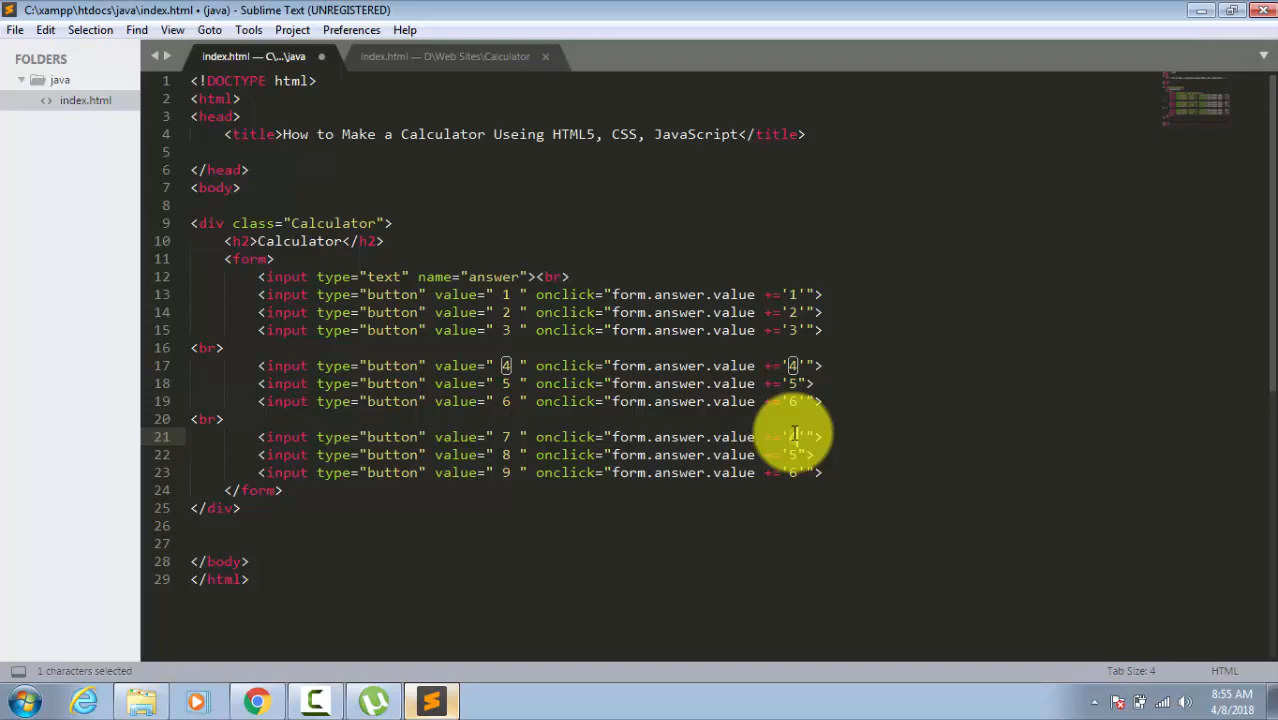 C:\xampp\htdocs\java\index.html • (java) - Sublime Text (UNREGISTERED)
File Edit Selection Find View Goto Tools Project Preferences Help
FOLDERS
java
<> index.html
index.html — C:\...\java
index.html — D:\Web Sites\Calculator
1 <!DOCTYPE html>
2 <html>
3 <head>
4 <title>How to Make a Calculator Useing HTML5, CSS, JavaScript</title>
5
6 </head>
7 <body>
8
9 <div class="Calculator">
10 <h2>Calculator</h2>
11 <form>
12 <input type="text" name="answer"><br>
13 <input type="button" value=" 1 " onclick="form.answer.value +='1'">
14 <input type="button" value=" 2 " onclick="form.answer.value +='2'">
15 <input type="button" value=" 3 " onclick="form.answer.value +='3'">
16 <br>
17 <input type="button" value=" 4 " onclick="form.answer.value +='4'">
18 <input type="button" value=" 5 " onclick="form.answer.value +='5">
19 <input type="button" value=" 6 " onclick="form.answer.value +='6'">
20 <br>
21 <input type="button" value=" 7 " onclick="form.answer.value +='4'">
22 <input type="button" value=" 8 " onclick="form.answer.value +='5">
23 <input type="button" value=" 9 " onclick="form.answer.value +='6'">
24 </form>
25 </div>
26
27
28 </body>
29 </html>
1 characters selected
Tab Size: 4
HTML
8:55 AM
4/8/2018